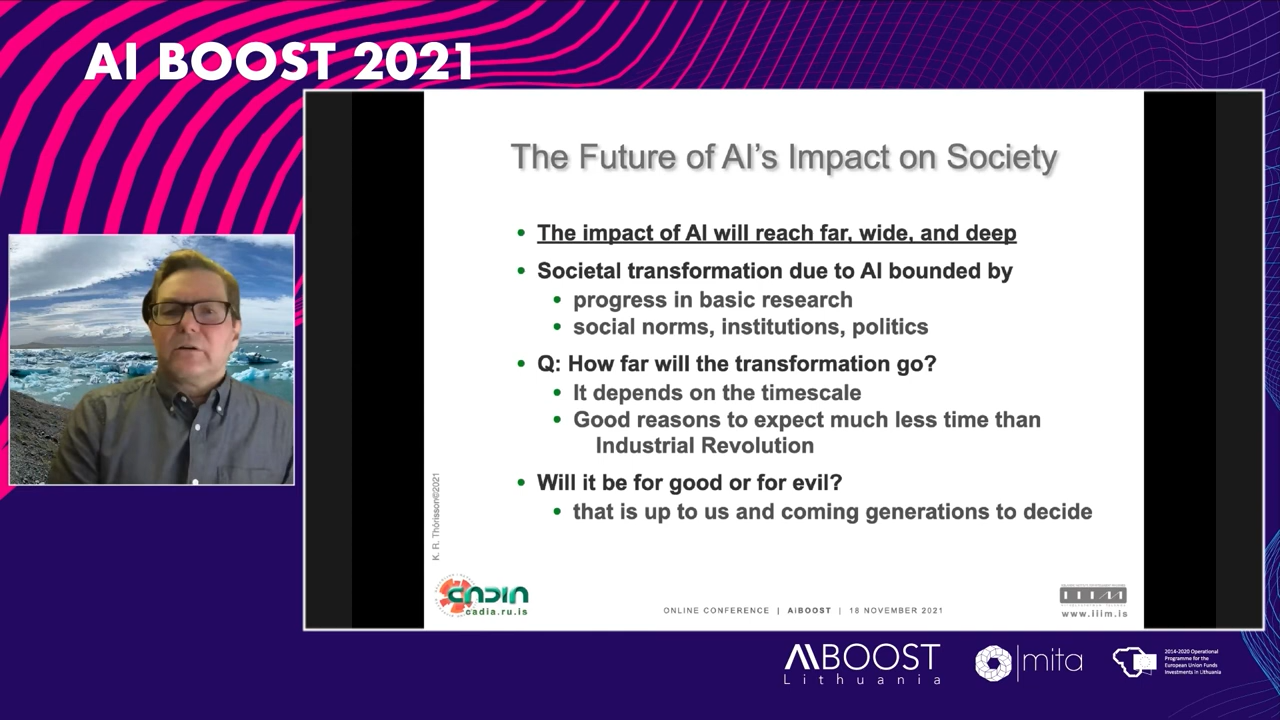 AI BOOST 2021
The Future of AI's Impact on Society
• The impact of AI will reach far, wide, and deep
• Societal transformation due to AI bounded by
• progress in basic research
• social norms, institutions, politics
• Q: How far will the transformation go?
• It depends on the timescale
• Good reasons to expect much less time than
Industrial Revolution
• Will it be for good or for evil?
• that is up to us and coming generations to decide
K. R. Thórisson©2021
cadia
cadia.ru.is
ONLINE CONFERENCE | AiBOOST | 18 NOVEMBER 2021
IIIM
www.iiim.is
AIBOOST
Lithuania
mita
2014-2020 Operational
Programme for the
European Union Funds
Investments in Lithuania